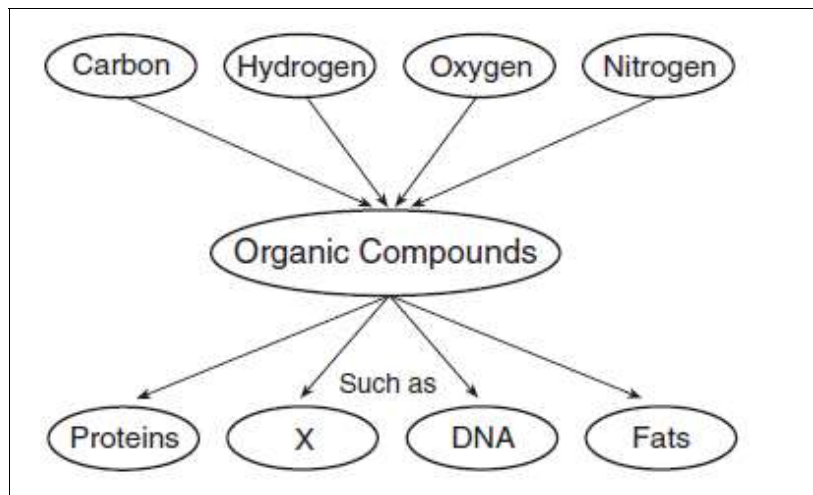 Carbon Hydrogen Oxygen Nitrogen
Organic Compounds
Such as
Proteins X DNA Fats